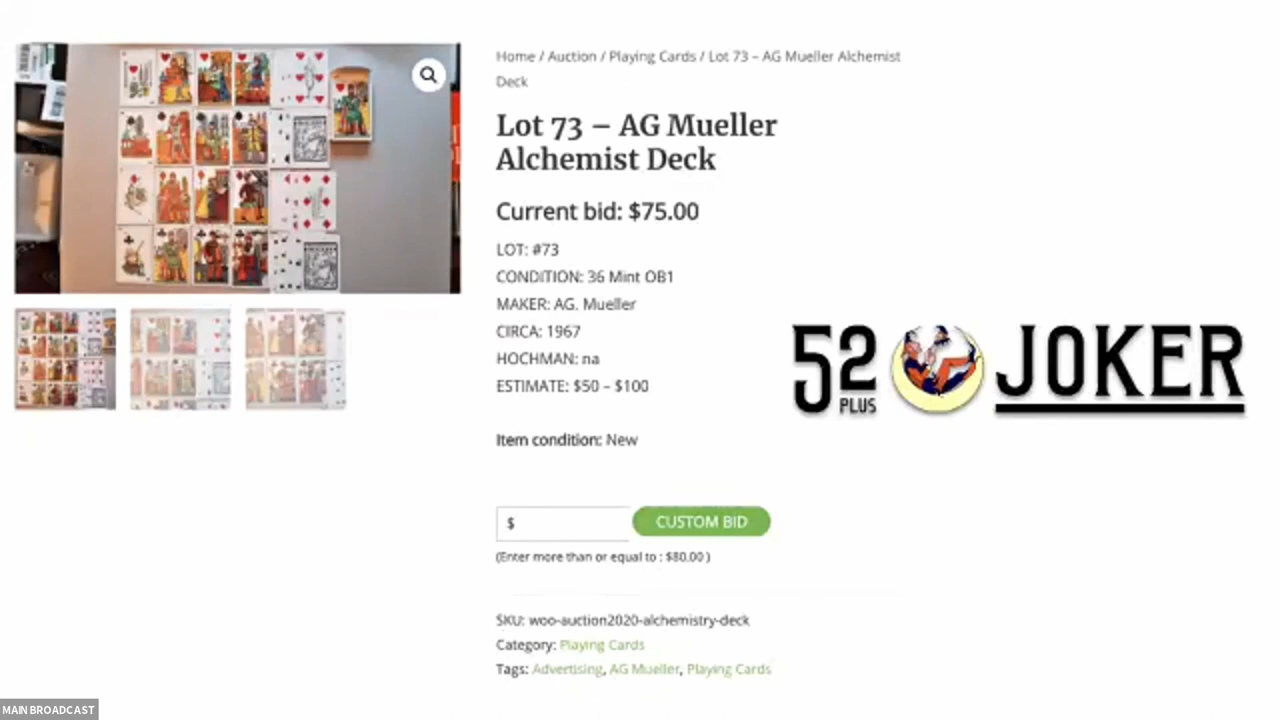 Home / Auction / Playing Cards / Lot 73 – AG Mueller Alchemist
Deck
Lot 73 – AG Mueller
Alchemist Deck
Current bid: $75.00
LOT: #73
CONDITION: 36 Mint OB1
MAKER: AG. Mueller
CIRCA: 1967
HOCHMAN: na
ESTIMATE: $50 – $100
52 PLUS JOKER
Item condition: New
$ CUSTOM BID
(Enter more than or equal to : $80.00 )
SKU: woo-auction2020-alchemistry-deck
Category: Playing Cards
Tags: Advertising, AG Mueller, Playing Cards
MAIN BROADCAST